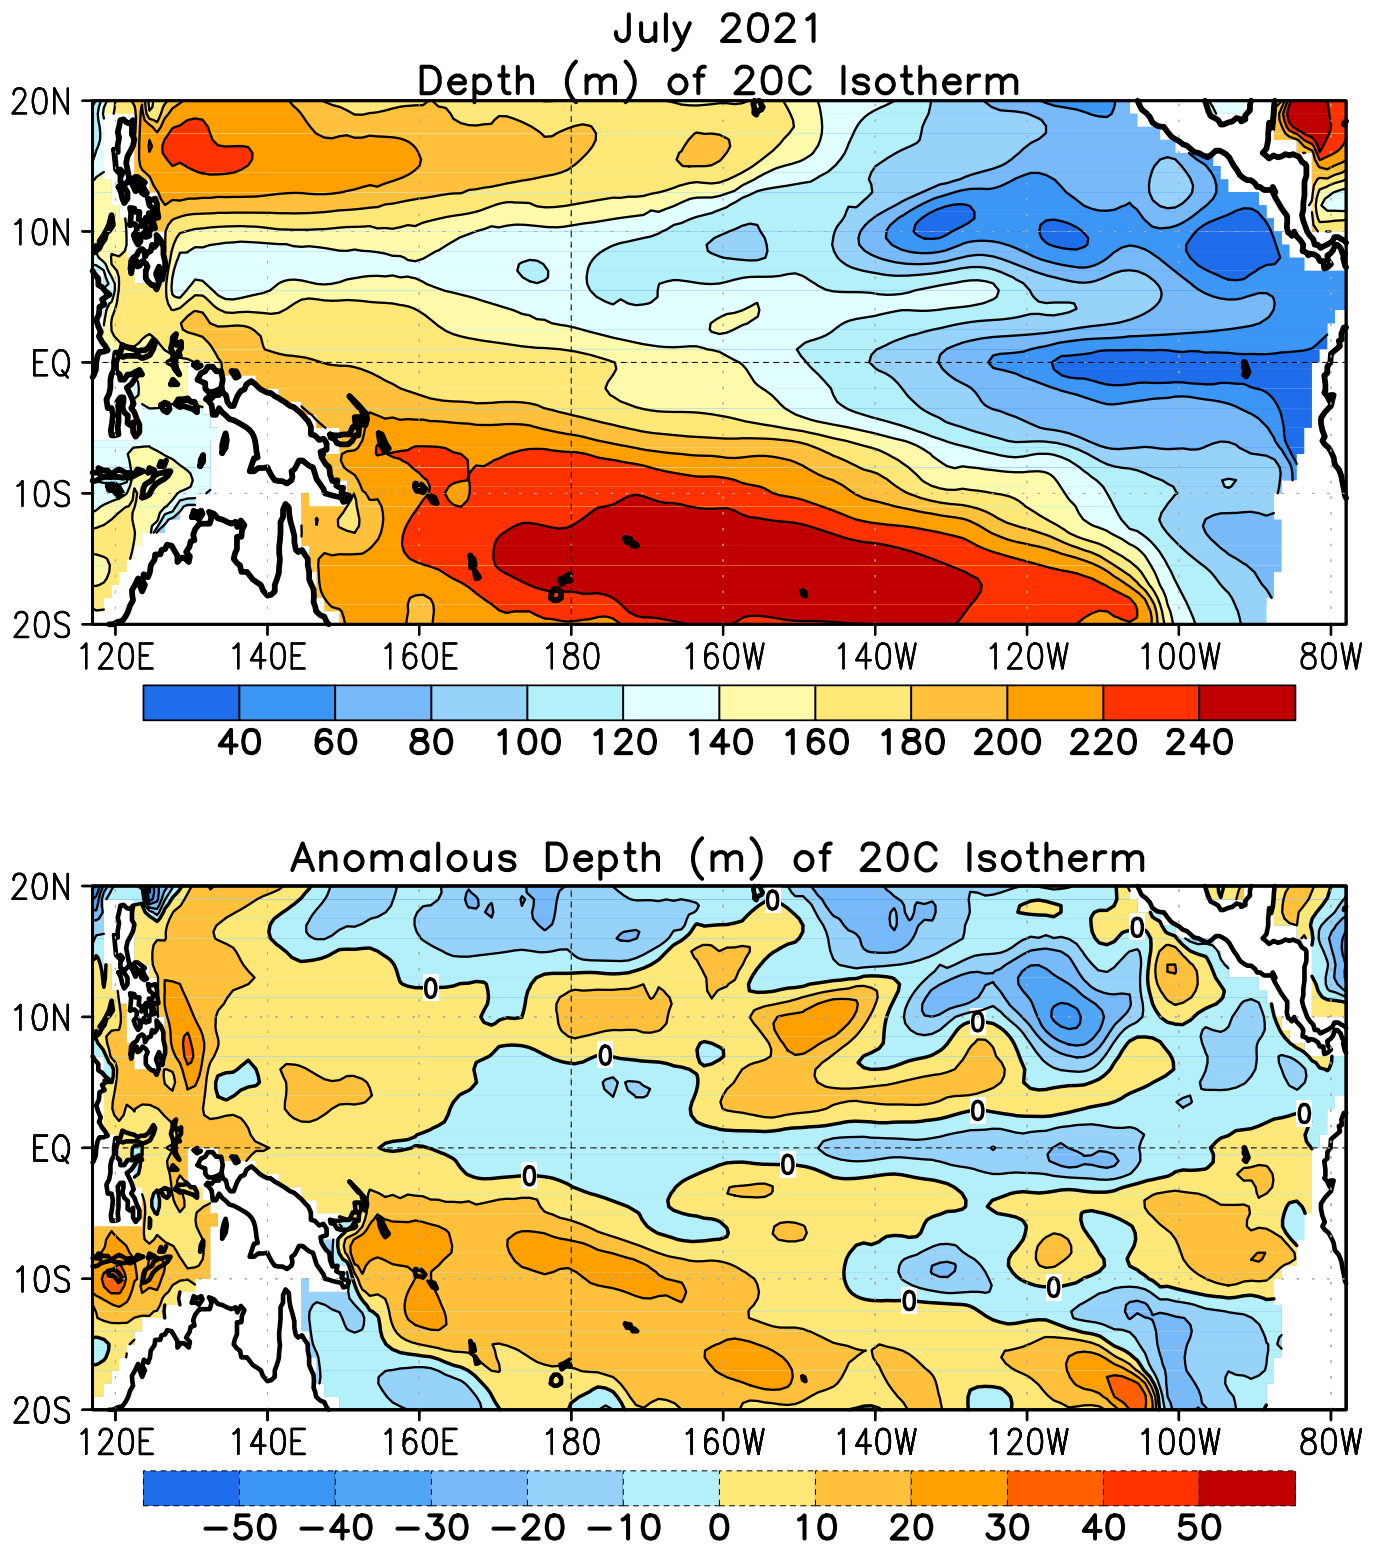 July 2021
Depth (m) of 20C Isotherm
20N
10N
EQ
10S
20S
120E 140E 160E 180 160W 140W 120W 100W 80W
40 60 80 100 120 140 160 180 200 220 240
Anomalous Depth (m) of 20C Isotherm
20N
0
0
0
10N
0
0
0
0
EQ
0
0
10S
0
0
20S
120E 140E 160E 180 160W 140W 120W 100W 80W
−50 −40 −30 −20 −10 0 10 20 30 40 50